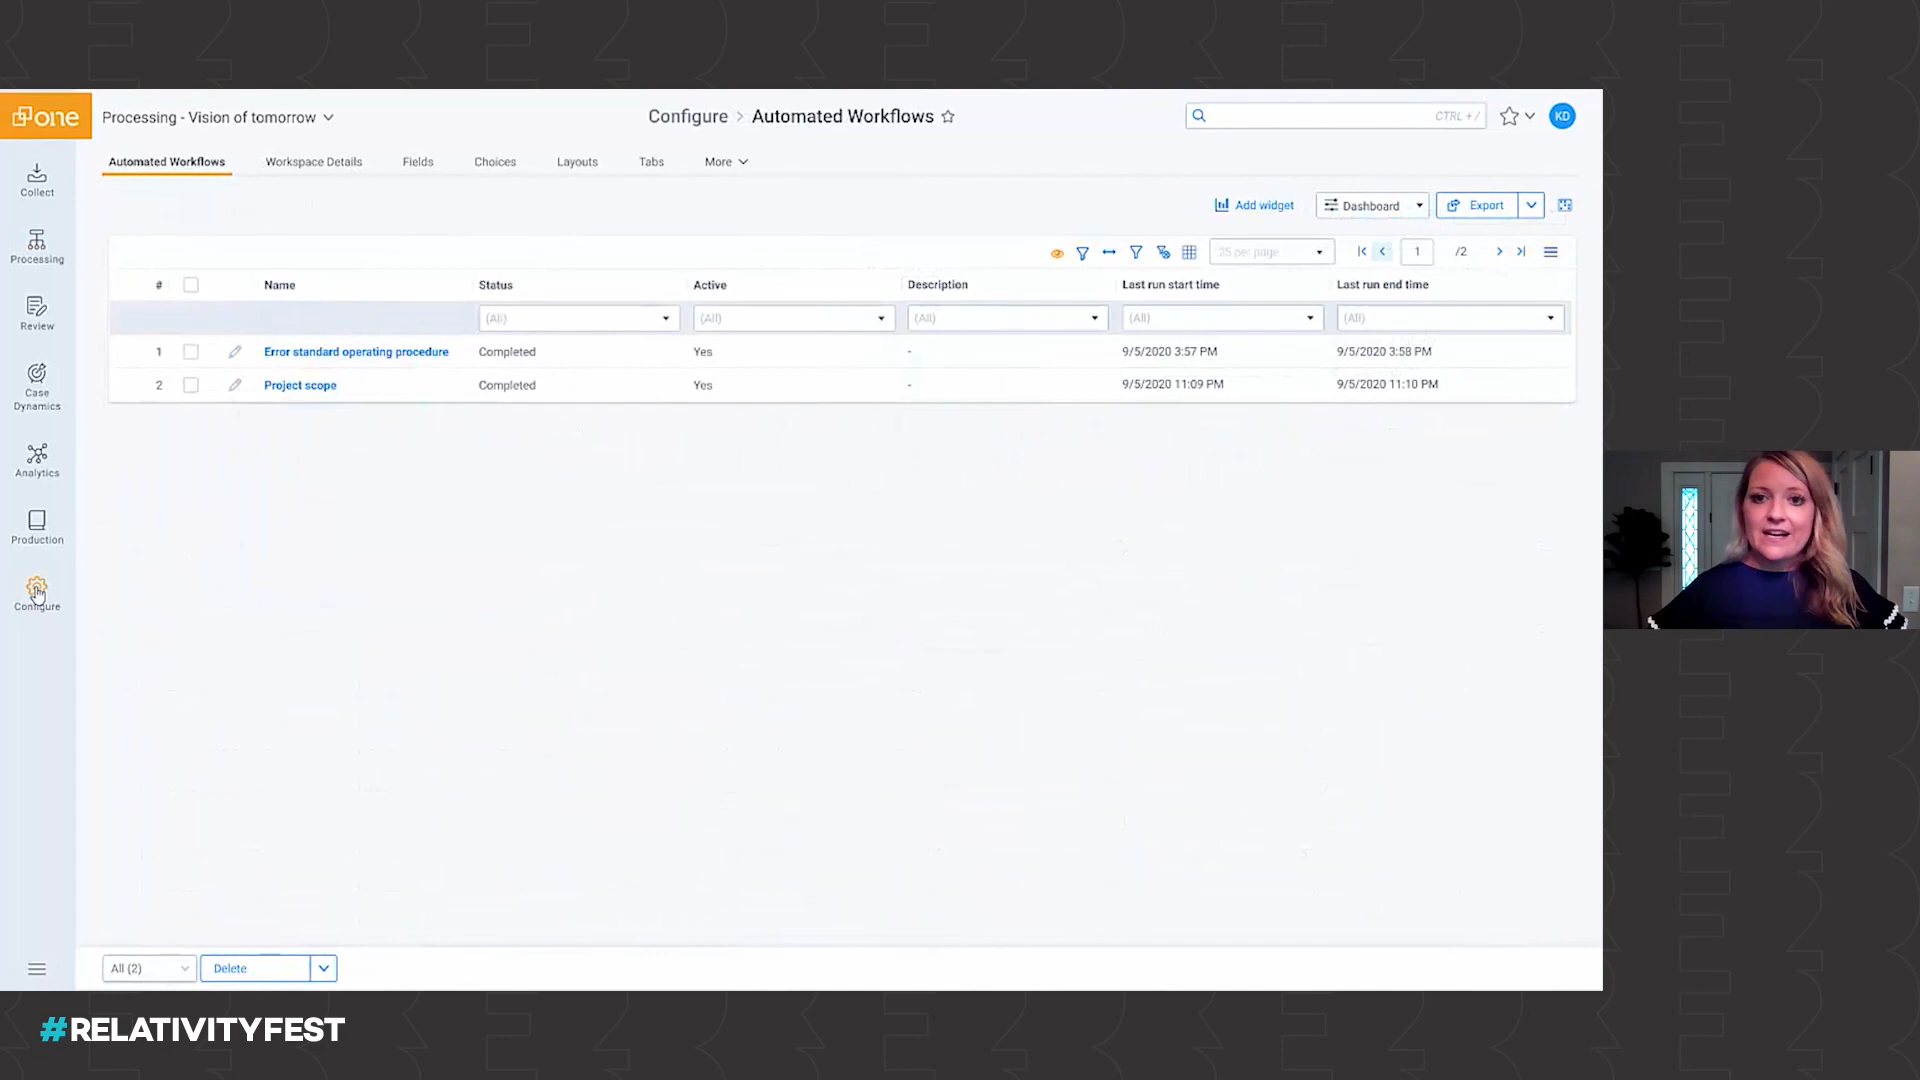 one
Processing - Vision of tomorrow
Configure > Automated Workflows
CTRL + /
KD
Automated Workflows
Workspace Details
Fields
Choices
Layouts
Tabs
More
Add widget
Dashboard
Export
25 per page
1
/2
# Name Status Active Description Last run start time Last run end time
(All) (All) (All) (All) (All)
1 Error standard operating procedure Completed Yes - 9/5/2020 3:57 PM 9/5/2020 3:58 PM
2 Project scope Completed Yes - 9/5/2020 11:09 PM 9/5/2020 11:10 PM
Collect
Processing
Review
Case
Dynamics
Analytics
Production
Configure
All (2)
Delete
#RELATIVITYFEST